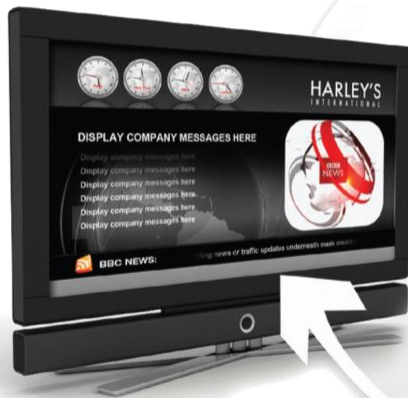 HARLEY'S
INTERNATIONAL
DISPLAY COMPANY MESSAGES HERE
Display company messages here
Display company messages here
Display company messages here
Display company messages here
Display company messages here
Display company messages here
BBC
NEWS
BBC NEWS: news or traffic updates underneath main